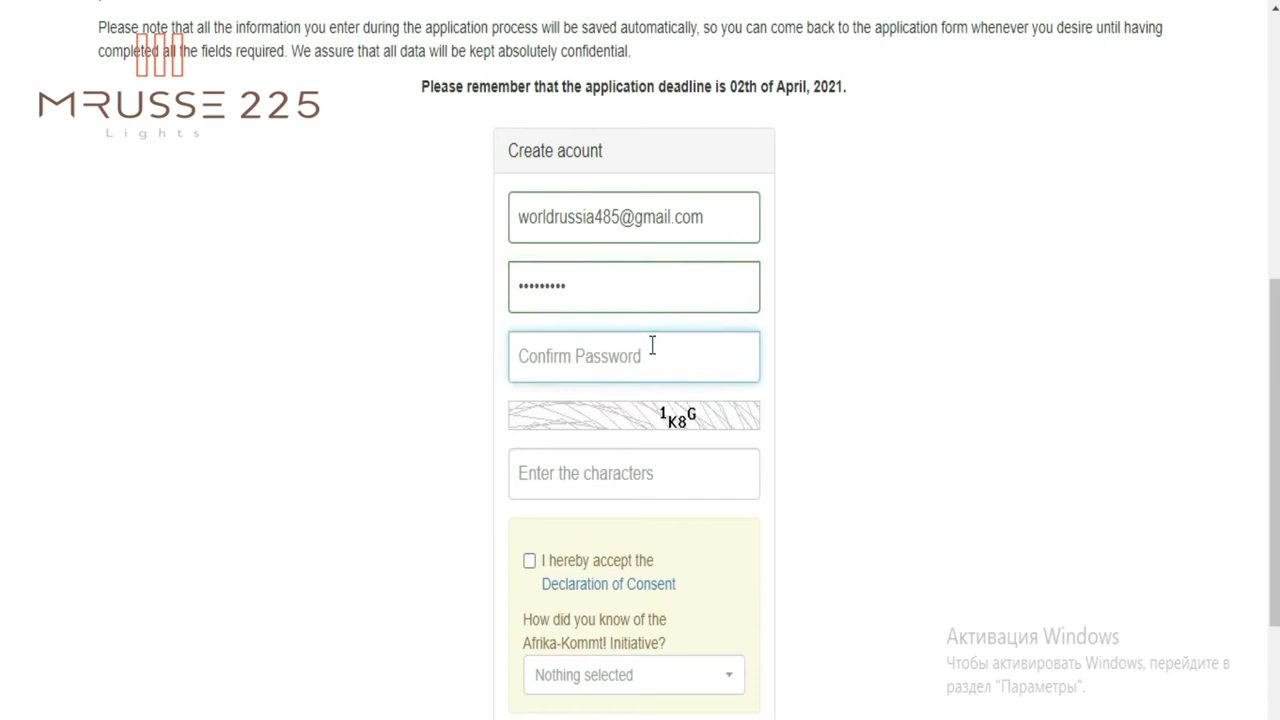 Please note that all the information you enter during the application process will be saved automatically, so you can come back to the application form whenever you desire until having
completed all the fields required. We assure that all data will be kept absolutely confidential.
MRUSSE 225
Lights
Please remember that the application deadline is 02th of April, 2021.
Create acount
worldrussia485@gmail.com
•••••••••
Confirm Password
1K8G
Enter the characters
I hereby accept the
Declaration of Consent
How did you know of the
Afrika-Kommt! Initiative?
Nothing selected
Активация Windows
Чтобы активировать Windows, перейдите в
раздел "Параметры".